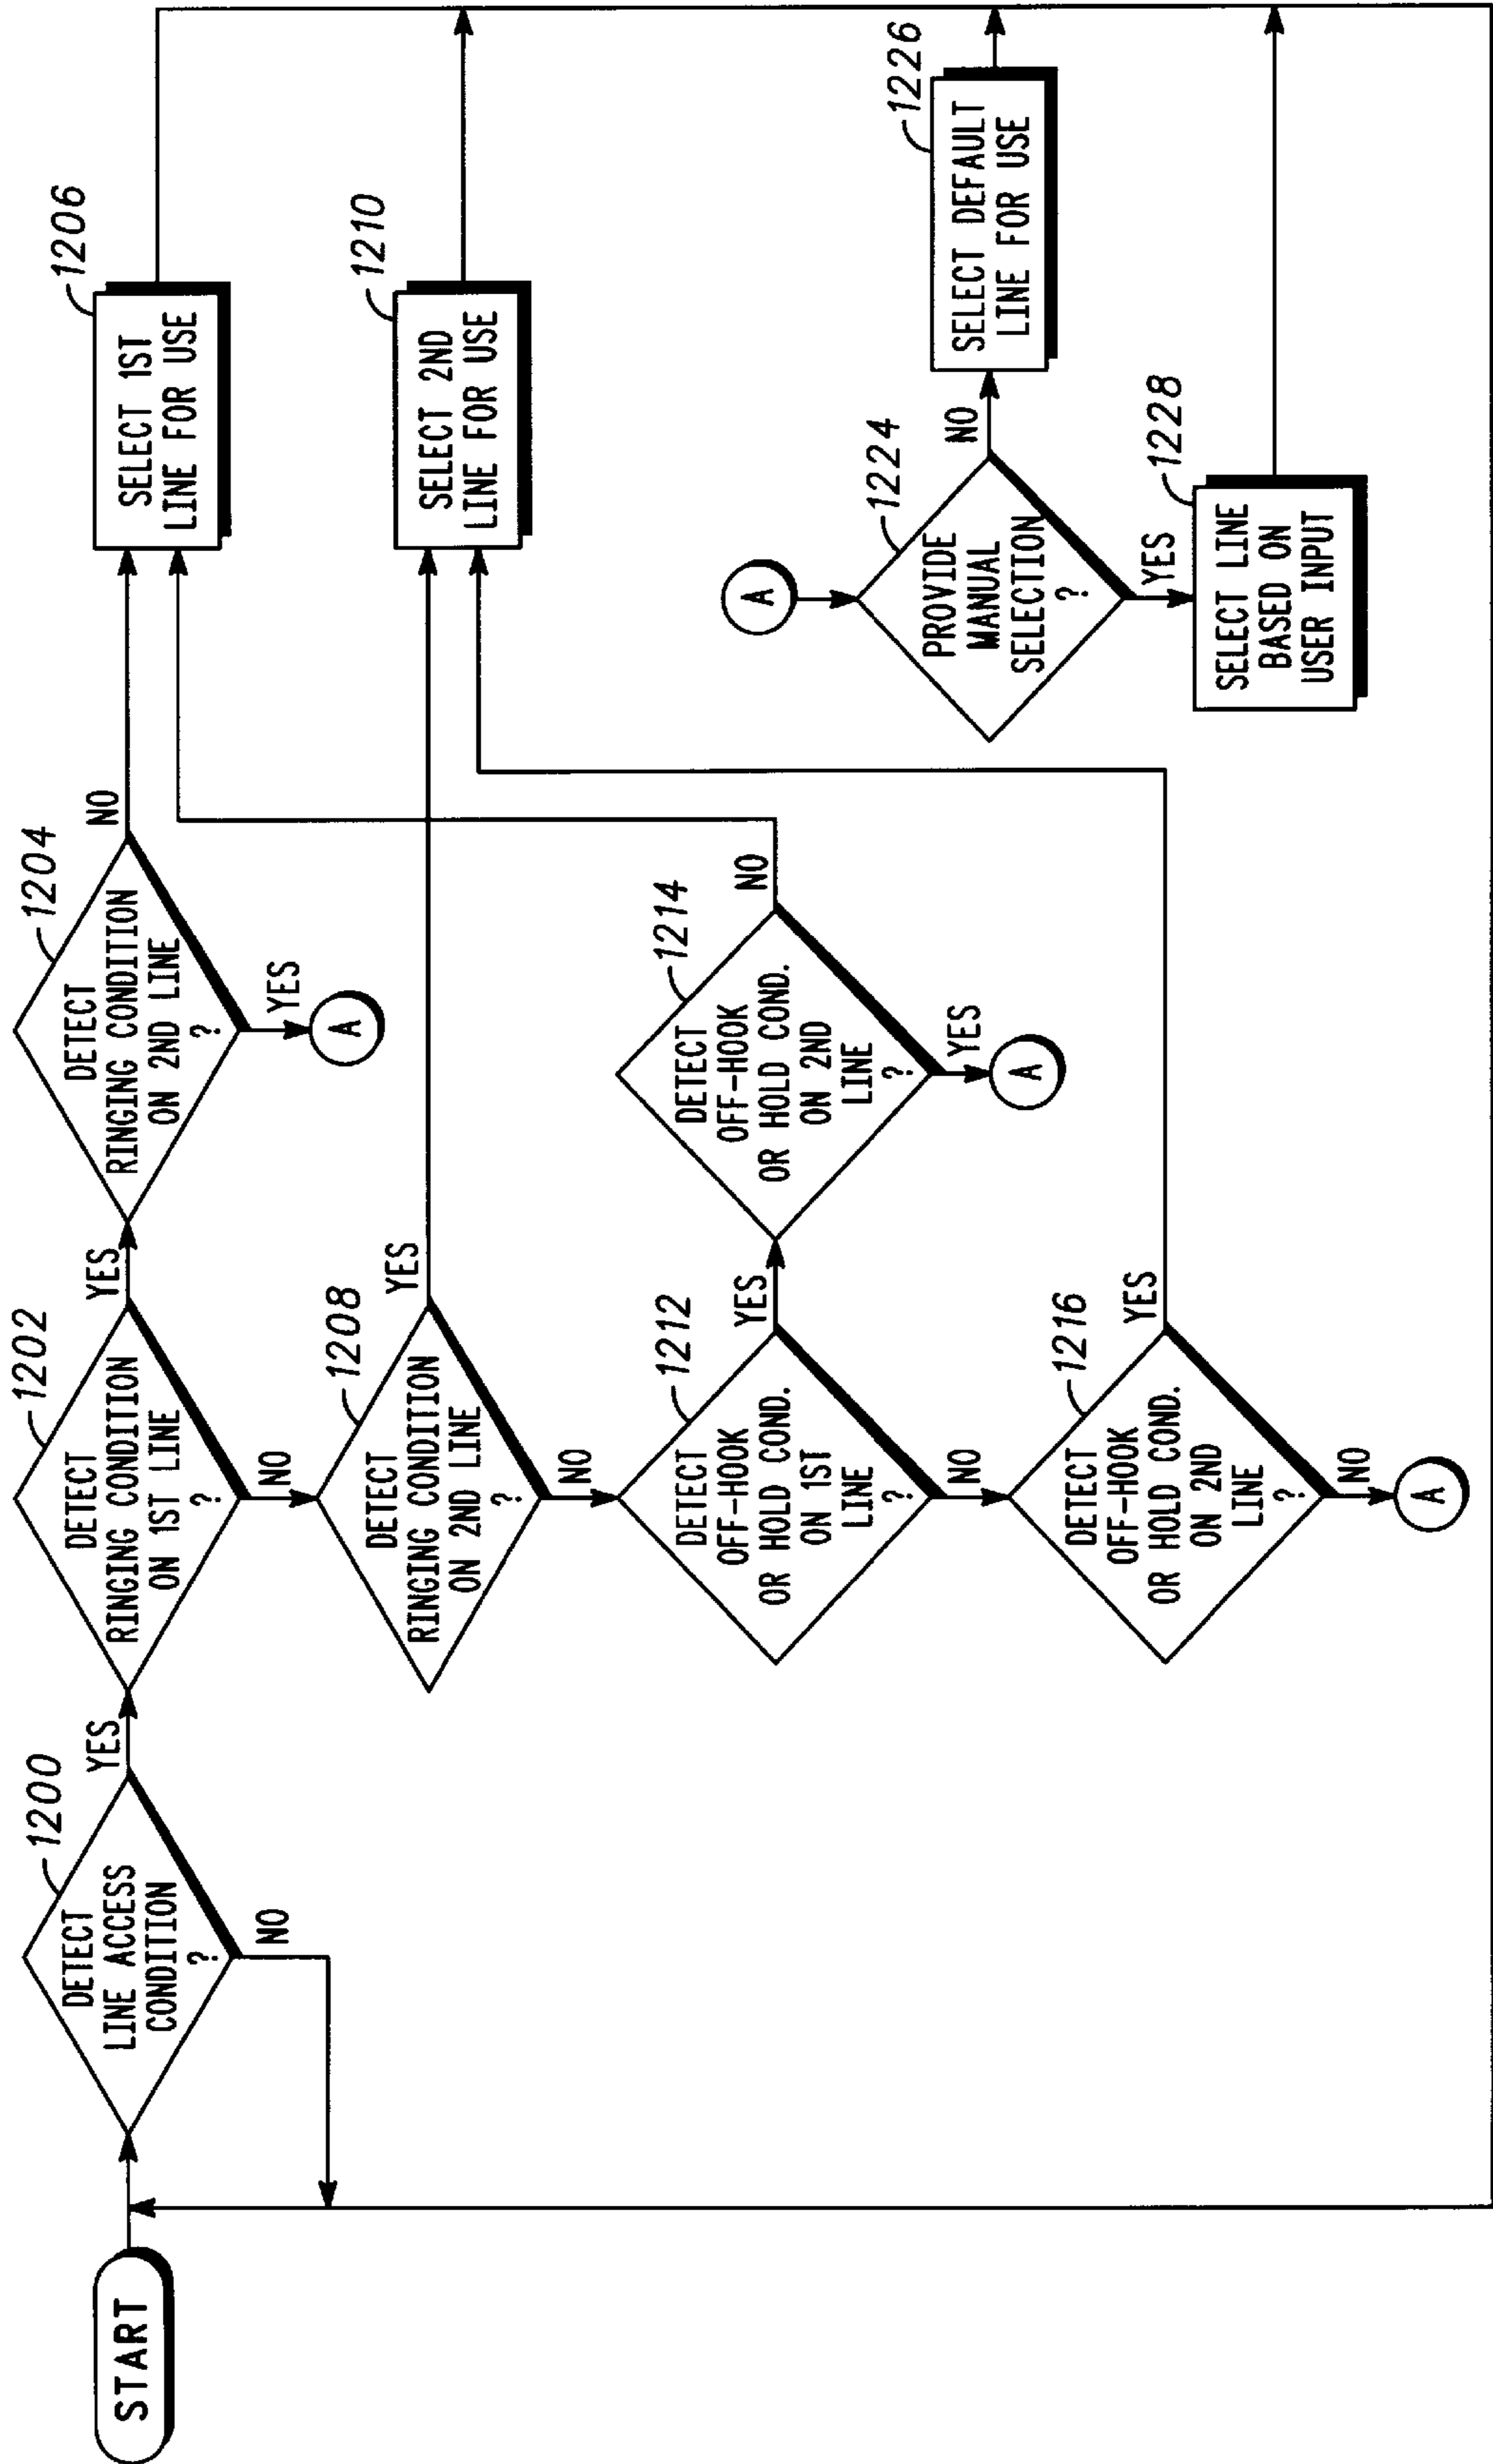 START
1200
DETECT
LINE ACCESS
CONDITION
?
YES
NO
1202
DETECT
RINGING CONDITION
ON 1ST LINE
?
YES
NO
1204
DETECT
RINGING CONDITION
ON 2ND LINE
?
NO
YES
A
1206
SELECT 1ST
LINE FOR USE
1208
DETECT
RINGING CONDITION
ON 2ND LINE
?
YES
NO
1210
SELECT 2ND
LINE FOR USE
1212
DETECT
OFF-HOOK
OR HOLD COND.
ON 1ST
LINE
?
YES
NO
1214
DETECT
OFF-HOOK
OR HOLD COND.
ON 2ND
LINE
?
NO
YES
A
1216
DETECT
OFF-HOOK
OR HOLD COND.
ON 2ND
LINE
?
YES
NO
A
A
1224
PROVIDE
MANUAL
SELECTION
?
NO
YES
1226
SELECT DEFAULT
LINE FOR USE
1228
SELECT LINE
BASED ON
USER INPUT